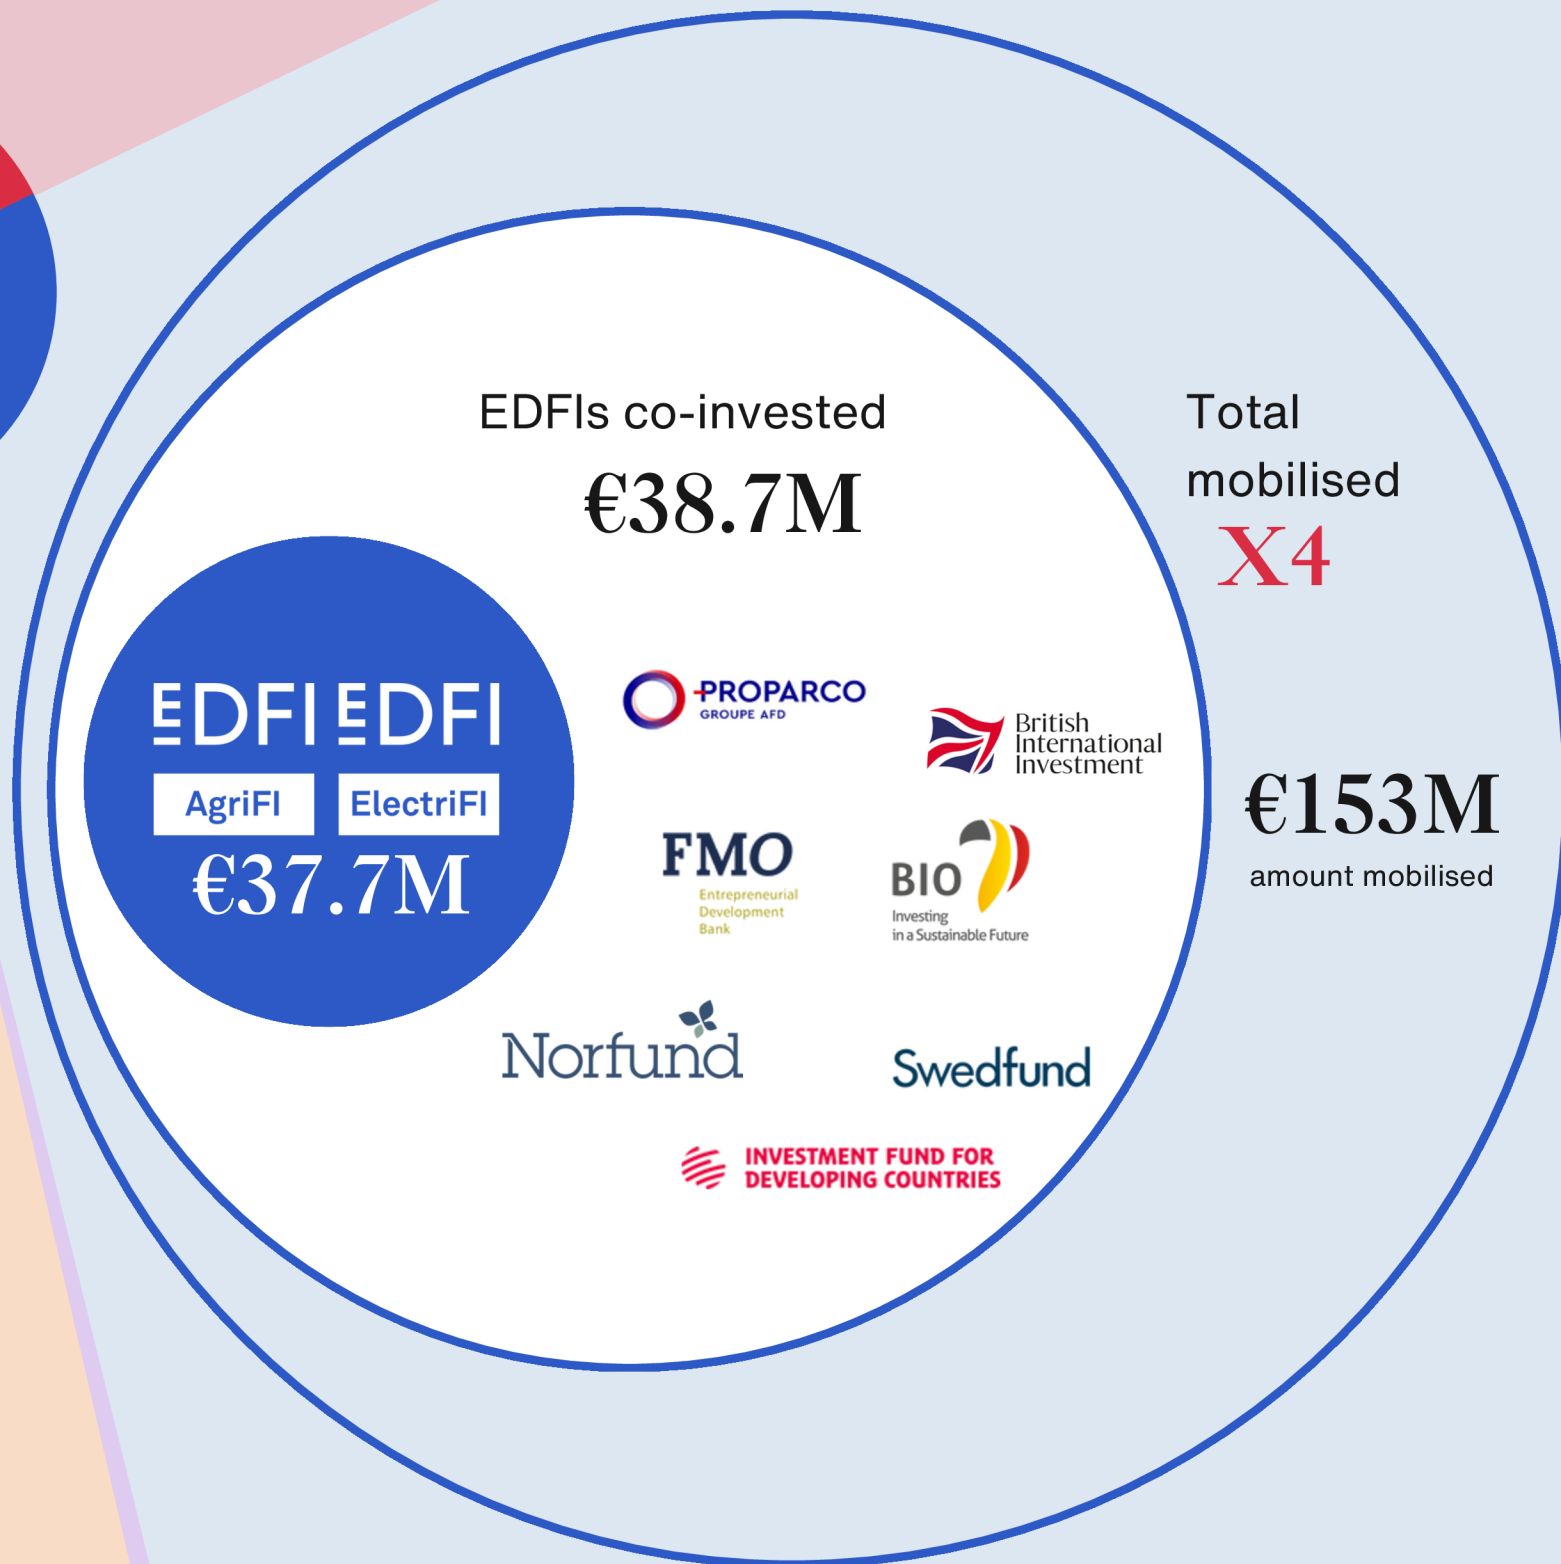 EDFIs co-invested
€38.7M
Total
mobilised
X4
EDFI EDFI
AgriFI ElectriFI
€37.7M
PROPARCO
GROUPE AFD
British
International
Investment
FMO
Entrepreneurial
Development
Bank
BIO
Investing
in a Sustainable Future
€153M
amount mobilised
Norfund
Swedfund
INVESTMENT FUND FOR
DEVELOPING COUNTRIES